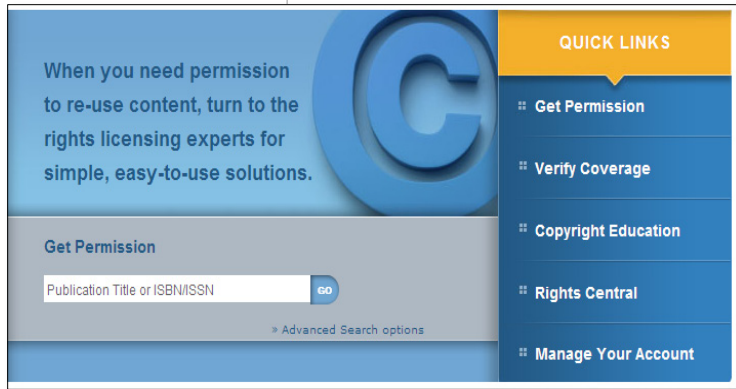 When you need permission
to re-use content, turn to the
rights licensing experts for
simple, easy-to-use solutions.
©
Get Permission
Publication Title or ISBN/ISSN
GO
» Advanced Search options
QUICK LINKS
Get Permission
Verify Coverage
Copyright Education
Rights Central
Manage Your Account